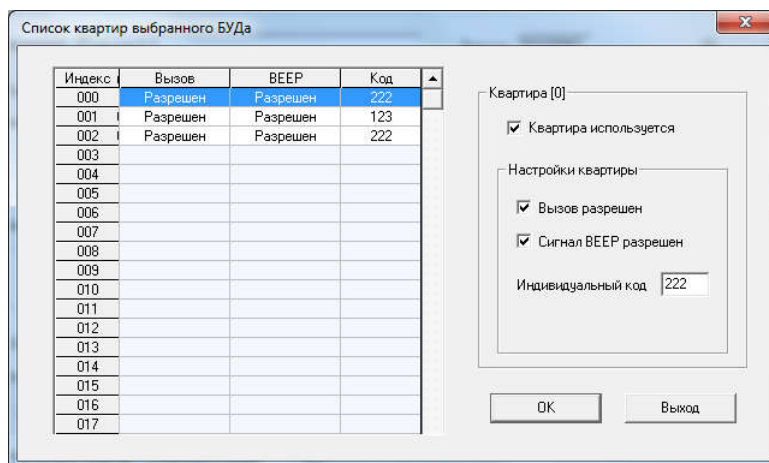 Список квартир выбранного БУДа
Индекс Вызов BEEP Код
000 Разрешен Разрешен 222
001 Разрешен Разрешен 123
002 Разрешен Разрешен 222
003
004
005
006
007
008
009
010
011
012
013
014
015
016
017
Квартира [0]
Квартира используется
Настройки квартиры
Вызов разрешен
Сигнал BEEP разрешен
Индивидуальный код 222
OK Выход